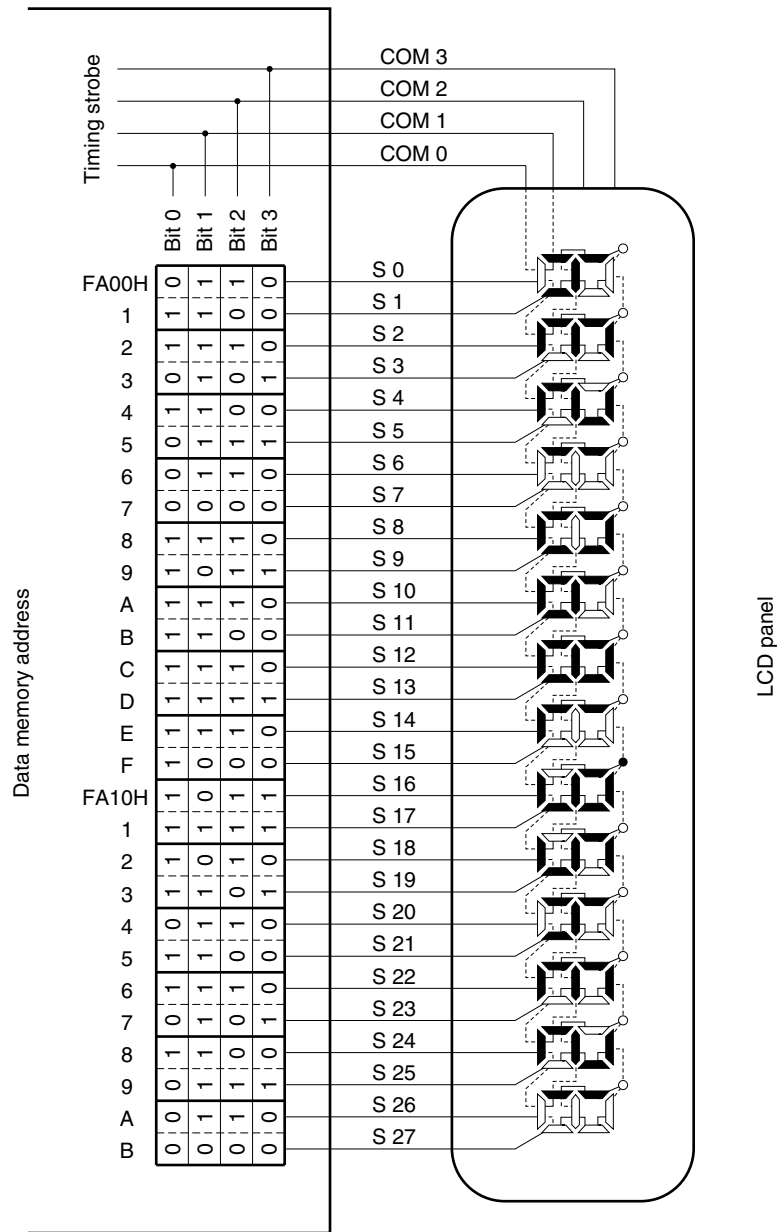 COM 3
COM 2
COM 1
COM 0
Timing strobe
Bit 0
Bit 1
Bit 2
Bit 3
Data memory address
LCD panel
FA00H 0 1 1 0 S 0
1 1 1 0 0 S 1
2 1 1 1 0 S 2
3 0 1 0 1 S 3
4 1 1 0 0 S 4
5 0 1 1 1 S 5
6 0 1 1 0 S 6
7 0 0 0 0 S 7
8 1 1 1 0 S 8
9 1 0 1 1 S 9
A 1 1 1 0 S 10
B 1 1 0 0 S 11
C 1 1 1 0 S 12
D 1 1 1 1 S 13
E 1 1 1 0 S 14
F 1 0 0 0 S 15
FA10H 1 0 1 1 S 16
1 1 1 1 1 S 17
2 1 0 1 0 S 18
3 1 1 0 1 S 19
4 0 1 1 0 S 20
5 1 1 0 0 S 21
6 1 1 1 0 S 22
7 0 1 0 1 S 23
8 1 1 0 0 S 24
9 0 1 1 1 S 25
A 0 1 1 0 S 26
B 0 0 0 0 S 27